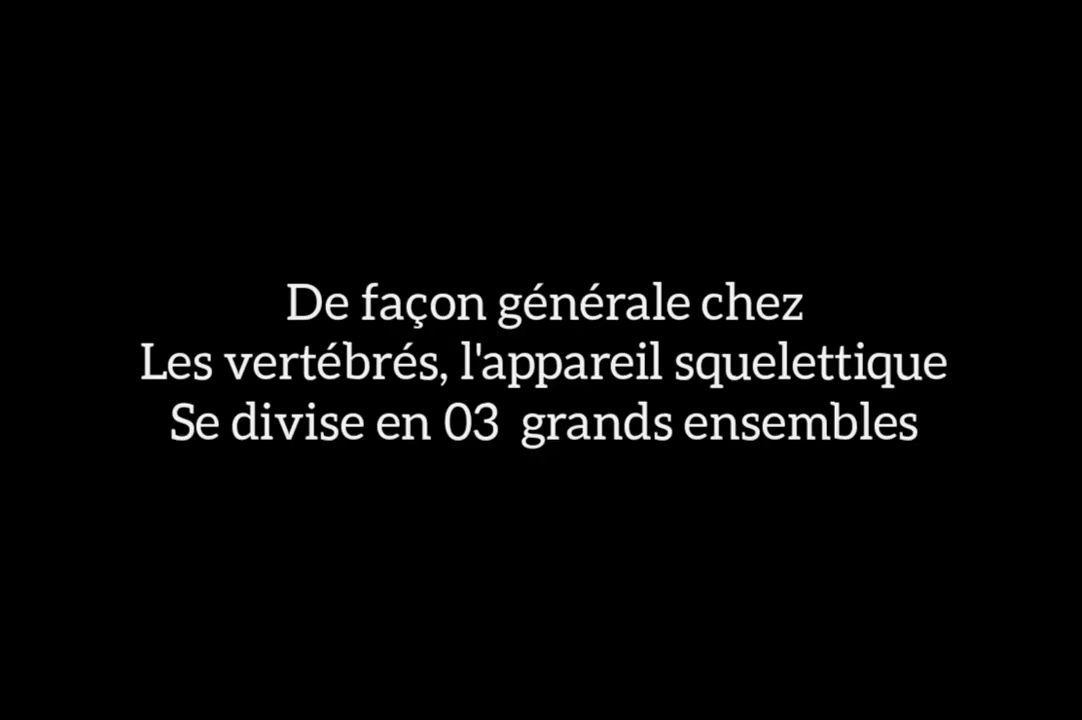 De façon générale chez
Les vertébrés, l'appareil squelettique
Se divise en 03 grands ensembles